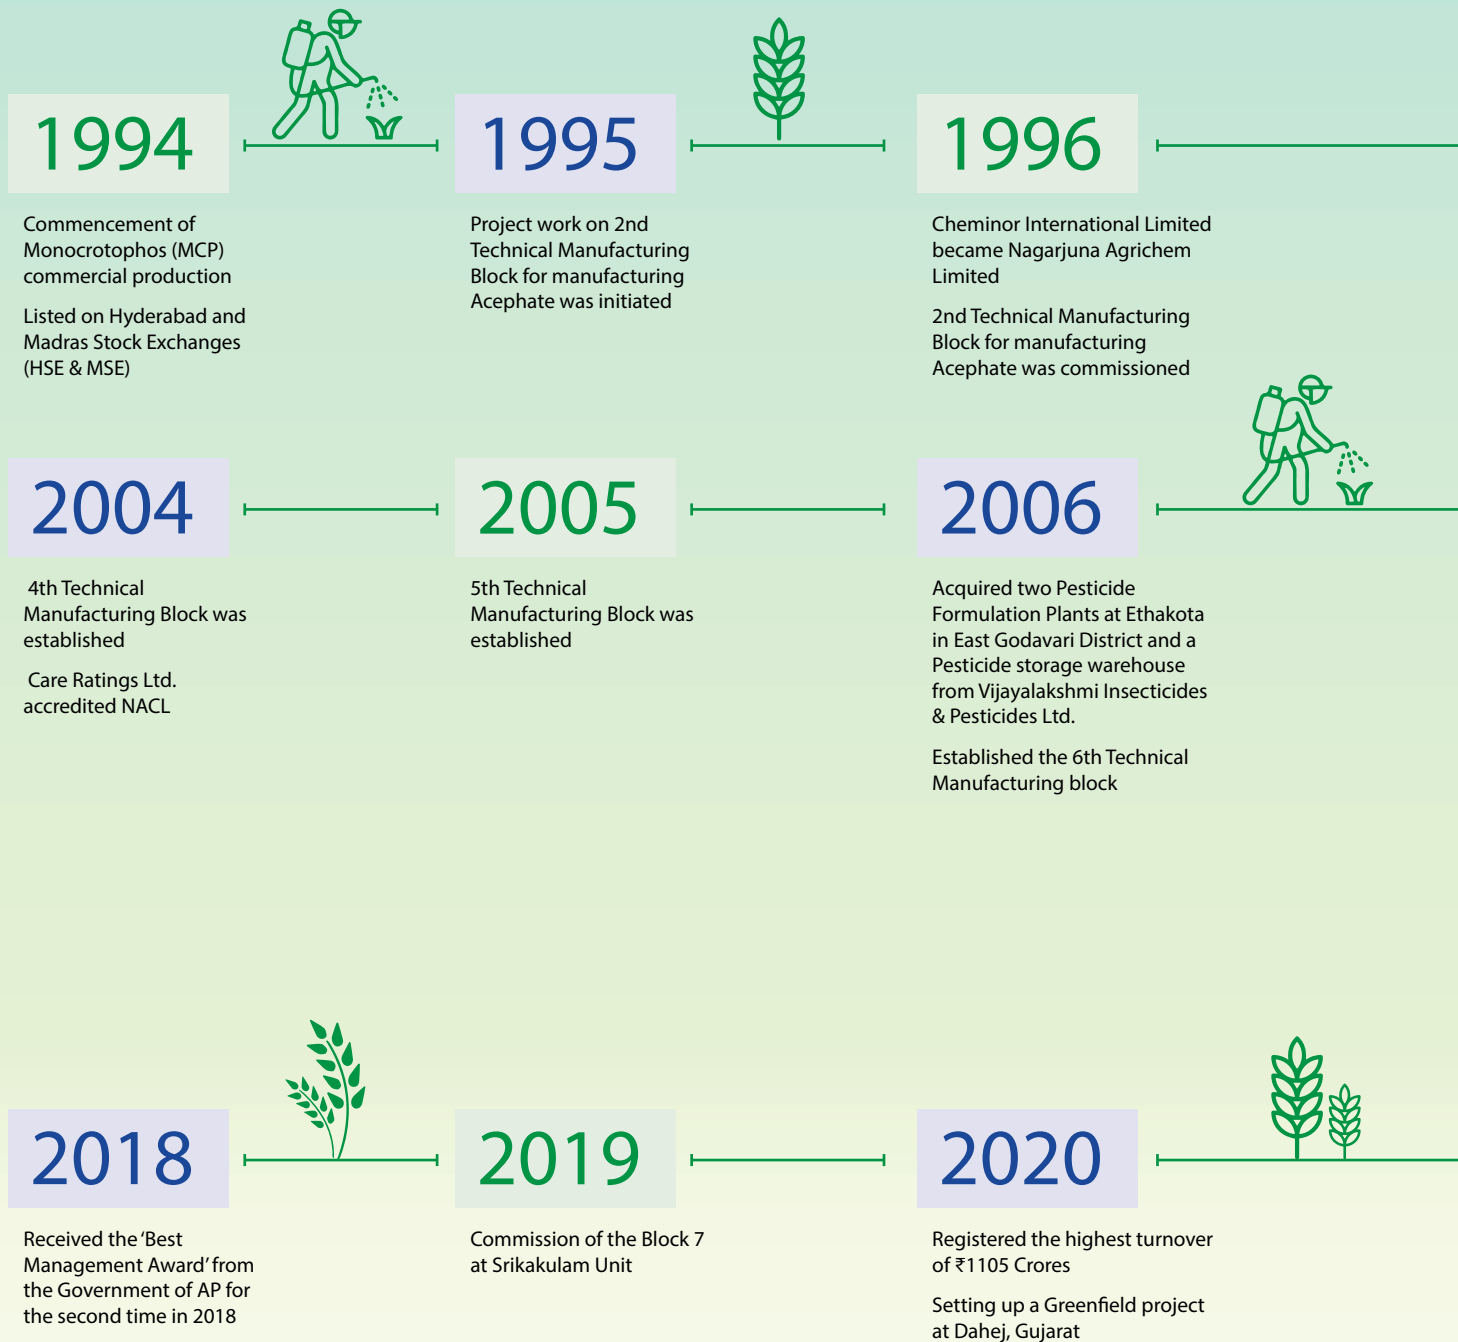 1994
Commencement of
Monocrotophos (MCP)
commercial production
Listed on Hyderabad and
Madras Stock Exchanges
(HSE & MSE)
1995
Project work on 2nd
Technical Manufacturing
Block for manufacturing
Acephate was initiated
1996
Cheminor International Limited
became Nagarjuna Agrichem
Limited
2nd Technical Manufacturing
Block for manufacturing
Acephate was commissioned
2004
4th Technical
Manufacturing Block was
established
Care Ratings Ltd.
accredited NACL
2005
5th Technical
Manufacturing Block was
established
2006
Acquired two Pesticide
Formulation Plants at Ethakota
in East Godavari District and a
Pesticide storage warehouse
from Vijayalakshmi Insecticides
& Pesticides Ltd.
Established the 6th Technical
Manufacturing block
2018
Received the ‘Best
Management Award’ from
the Government of AP for
the second time in 2018
2019
Commission of the Block 7
at Srikakulam Unit
2020
Registered the highest turnover
of ₹1105 Crores
Setting up a Greenfield project
at Dahej, Gujarat